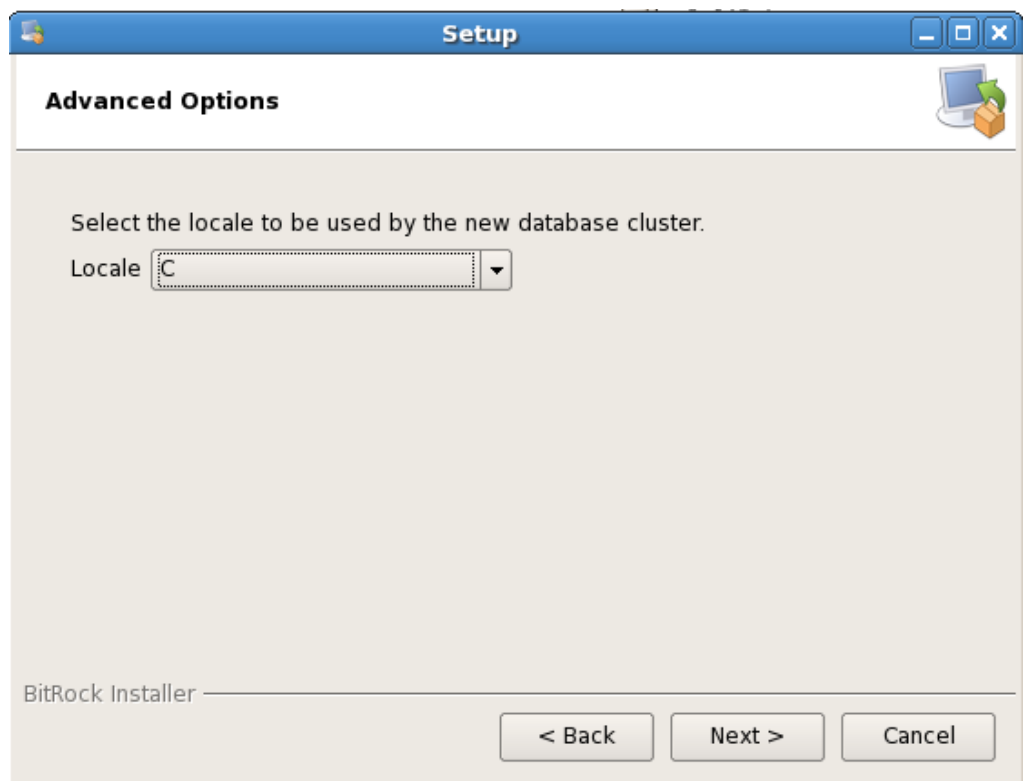 Setup
Advanced Options
Select the locale to be used by the new database cluster.
Locale C
BitRock Installer
< Back Next > Cancel